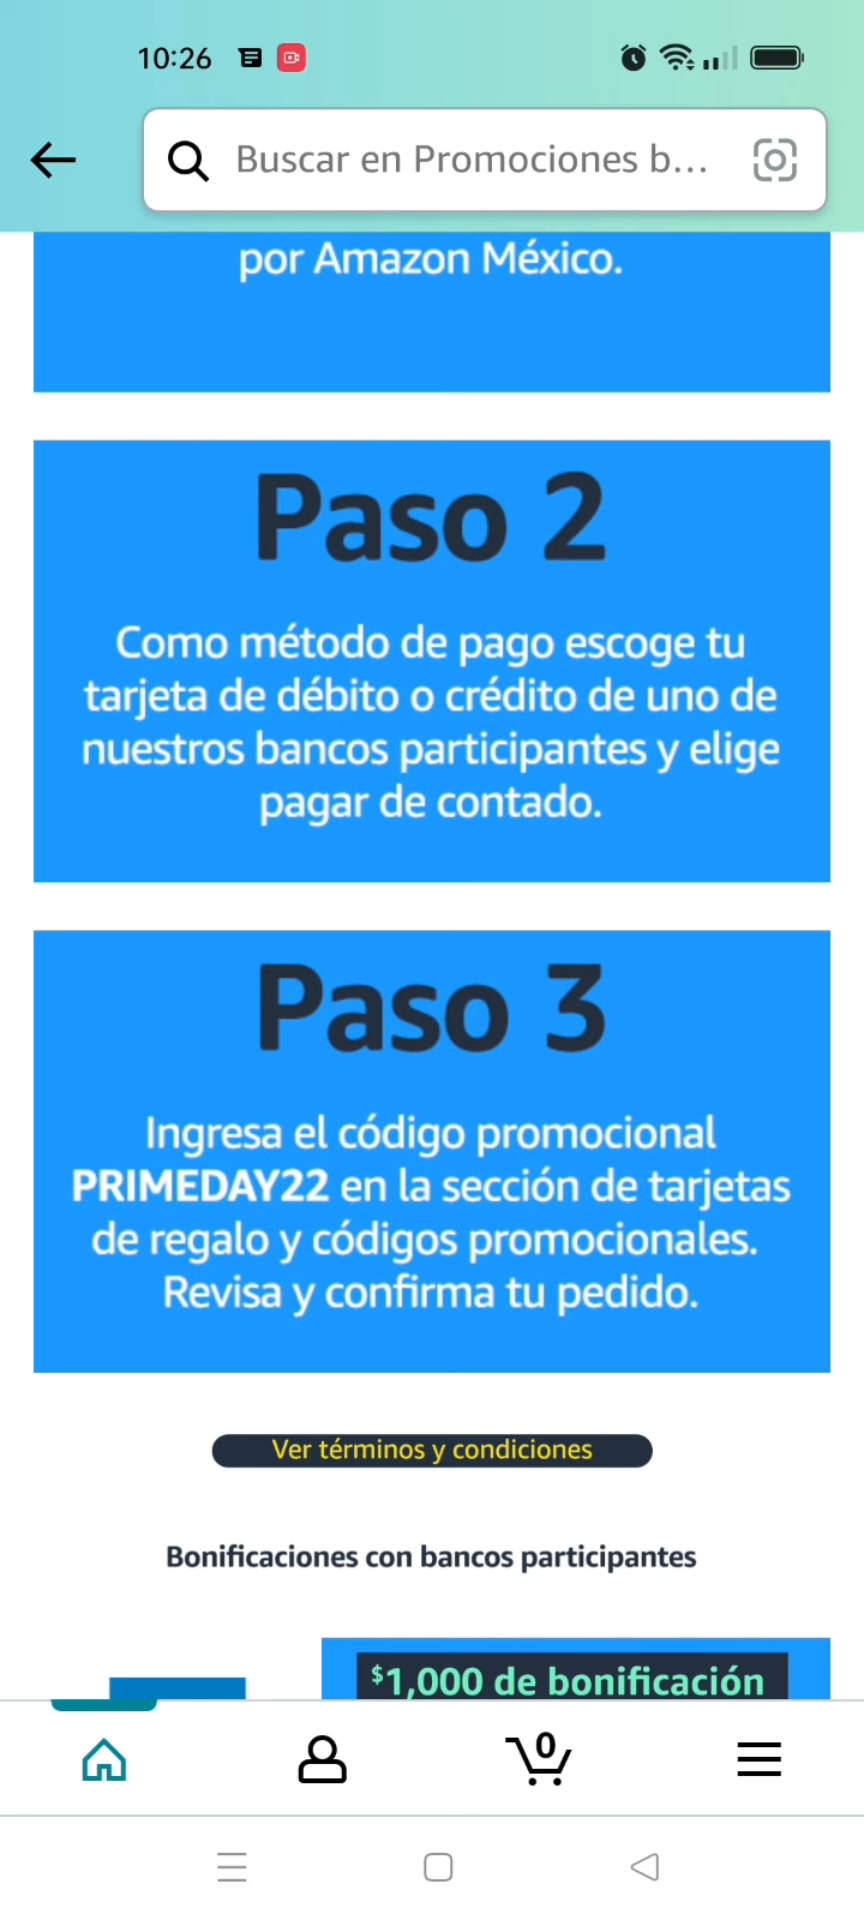 10:26
Buscar en Promociones b...
por Amazon México.
Paso 2
Como método de pago escoge tu
tarjeta de débito o crédito de uno de
nuestros bancos participantes y elige
pagar de contado.
Paso 3
Ingresa el código promocional
PRIMEDAY22 en la sección de tarjetas
de regalo y códigos promocionales.
Revisa y confirma tu pedido.
Ver términos y condiciones
Bonificaciones con bancos participantes
$1,000 de bonificación
0